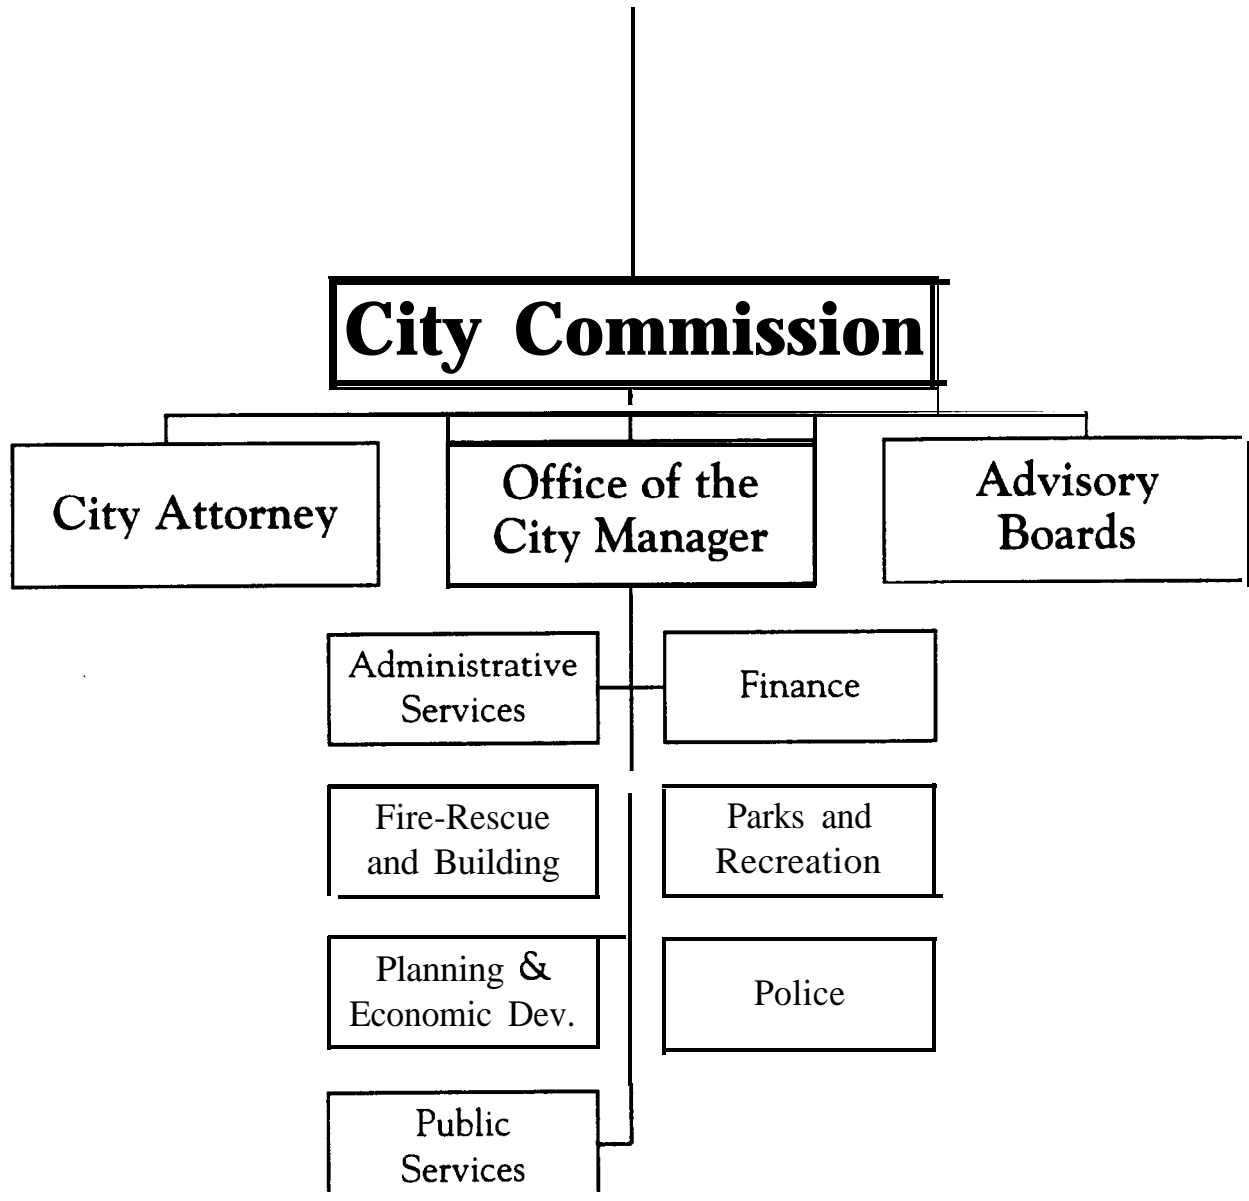 City Commission
City Attorney
Office of the
City Manager
Advisory
Boards
Administrative
Services
Finance
Fire-Rescue
and Building
Parks and
Recreation
Planning &
Economic Dev.
Police
Public
Services